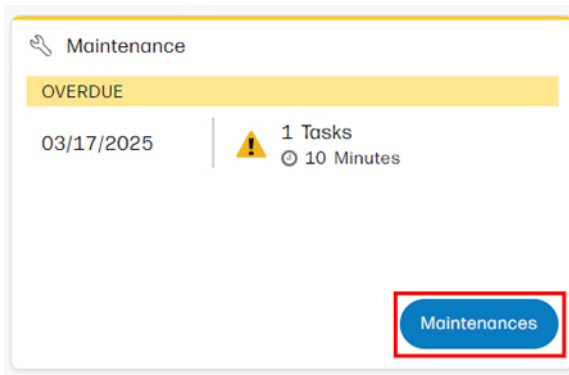 Maintenance
OVERDUE
03/17/2025
1 Tasks
10 Minutes
Maintenances